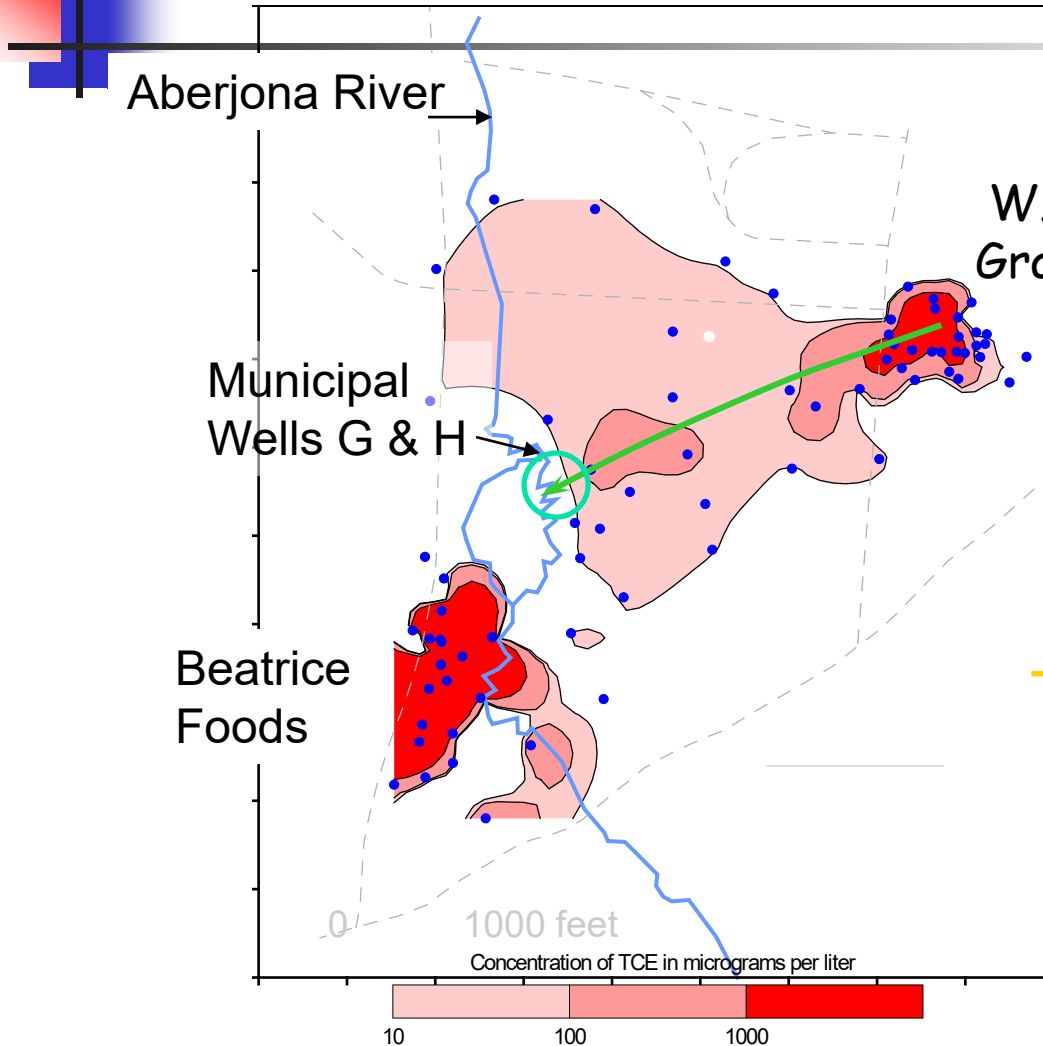 Aberjona River
W.
Gro
Municipal
Wells G & H
Beatrice
Foods
0 1000 feet
Concentration of TCE in micrograms per liter
10 100 1000